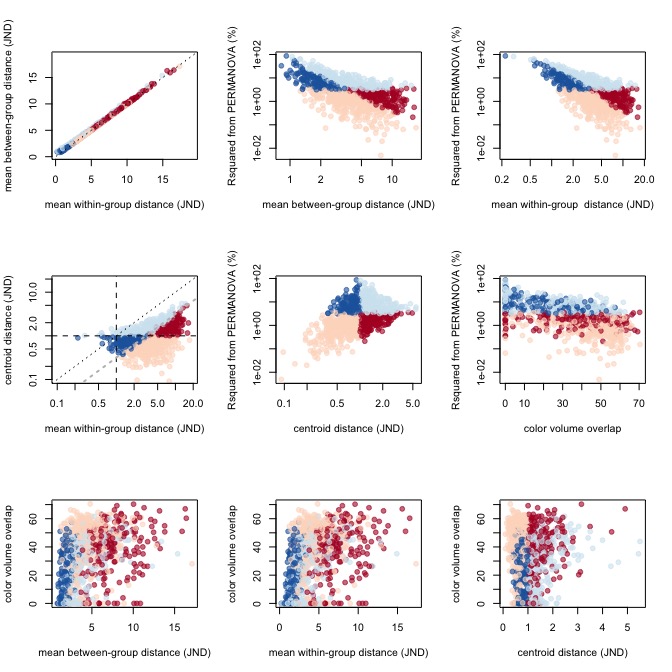 mean between-group distance (JND)
15
10
5
0
0 5 10 15
mean within-group distance (JND)
Rsquared from PERMANOVA (%)
1e+02
1e+00
1e-02
1 2 5 10
mean between-group distance (JND)
Rsquared from PERMANOVA (%)
1e+02
1e+00
1e-02
0.2 0.5 2.0 5.0 20.0
mean within-group  distance (JND)
centroid distance (JND)
10.0
2.0
0.5
0.1
0.1 0.5 2.0 5.0 20.0
mean within-group distance (JND)
Rsquared from PERMANOVA (%)
1e+02
1e+00
1e-02
0.1 0.5 2.0 5.0
centroid distance (JND)
Rsquared from PERMANOVA (%)
1e+02
1e+00
1e-02
0 10 30 50 70
color volume overlap
color volume overlap
60
40
20
0
5 10 15
mean between-group distance (JND)
color volume overlap
60
40
20
0
0 5 10 15
mean within-group distance (JND)
color volume overlap
60
40
20
0
0 1 2 3 4 5
centroid distance (JND)